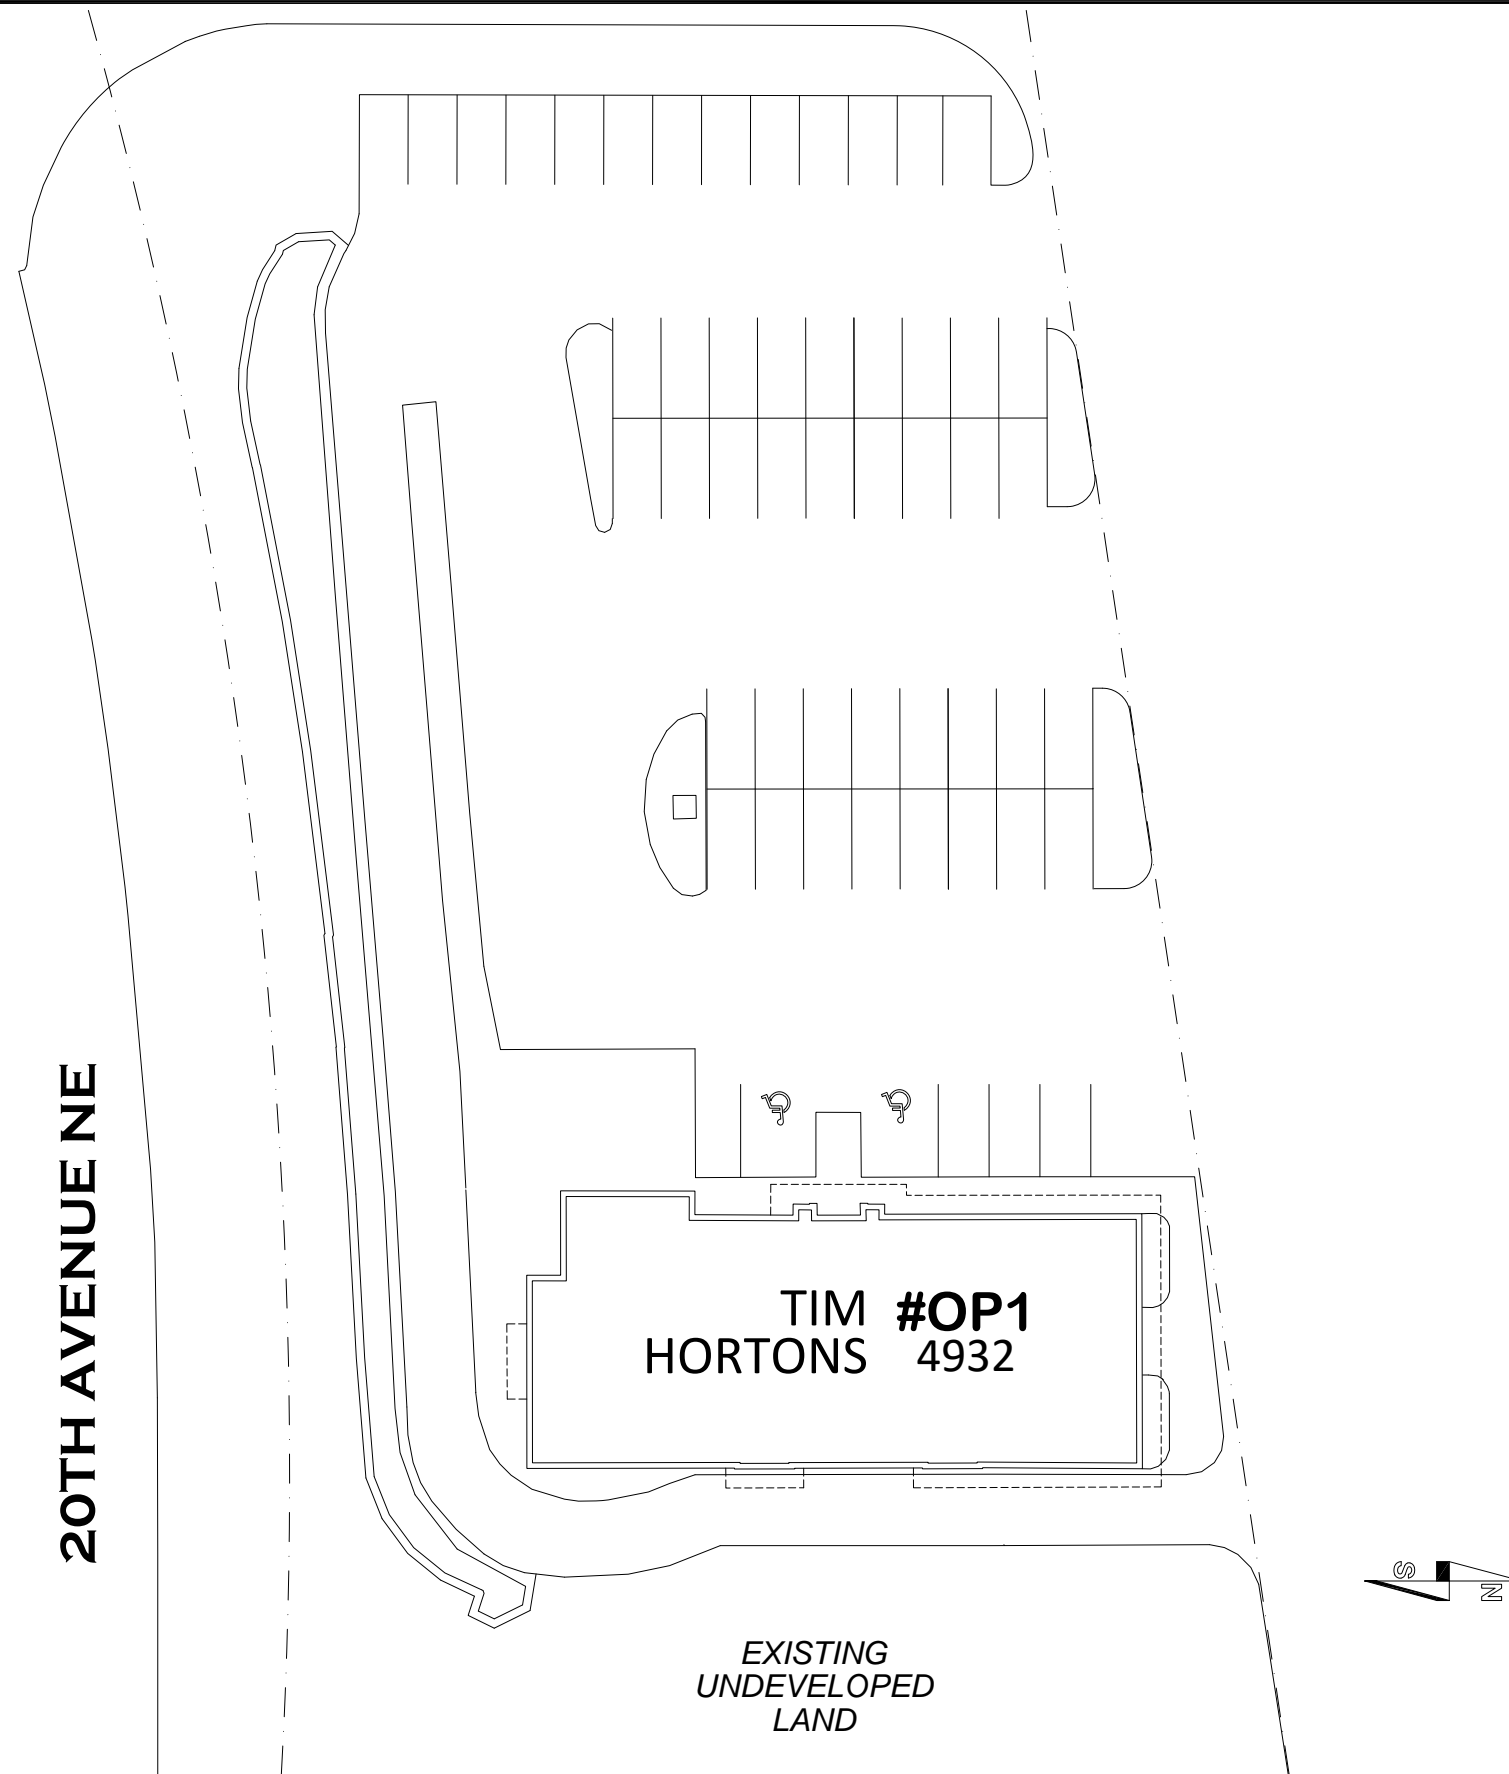 20TH AVENUE NE
TIM
HORTONS
#OP1
4932
S
N
EXISTING
UNDEVELOPED
LAND